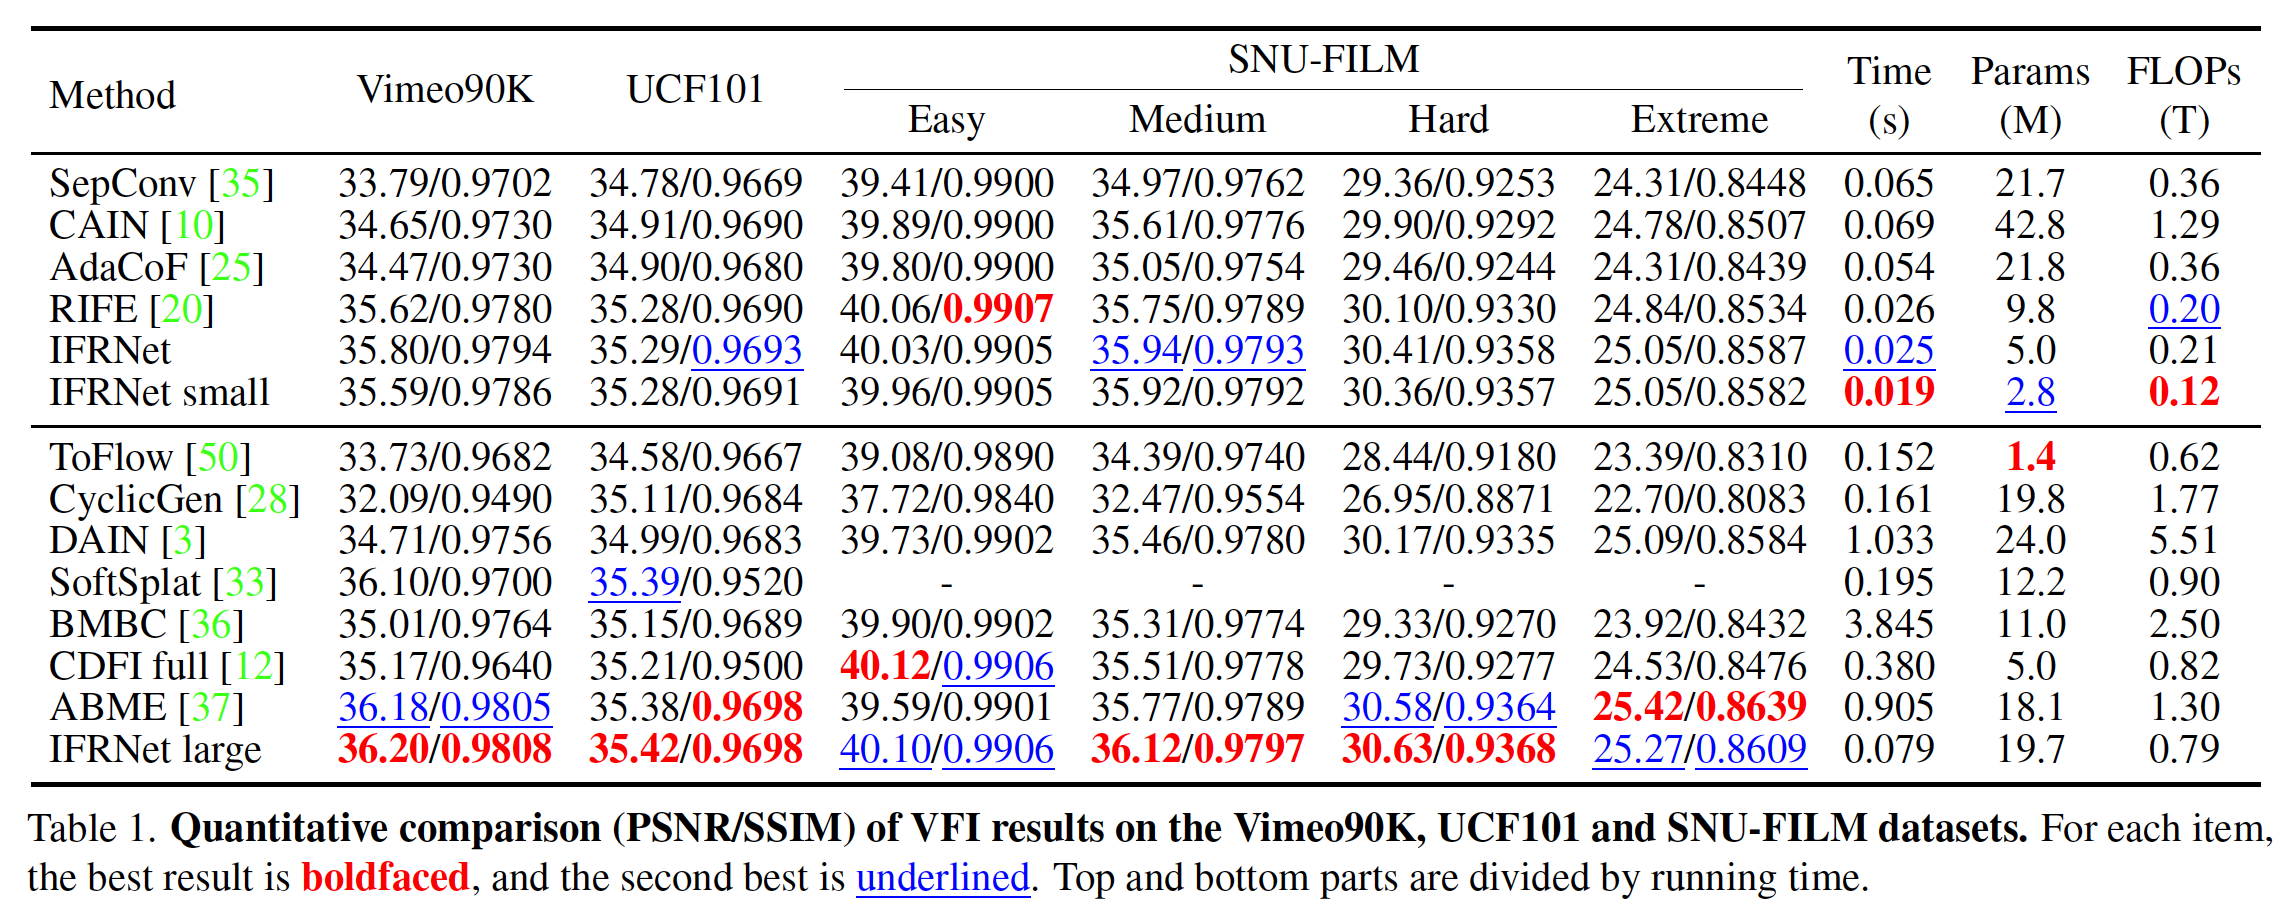 Method Vimeo90K UCF101 SNU-FILM Time Params FLOPs
Easy Medium Hard Extreme (s) (M) (T)
SepConv [35] 33.79/0.9702 34.78/0.9669 39.41/0.9900 34.97/0.9762 29.36/0.9253 24.31/0.8448 0.065 21.7 0.36
CAIN [10] 34.65/0.9730 34.91/0.9690 39.89/0.9900 35.61/0.9776 29.90/0.9292 24.78/0.8507 0.069 42.8 1.29
AdaCoF [25] 34.47/0.9730 34.90/0.9680 39.80/0.9900 35.05/0.9754 29.46/0.9244 24.31/0.8439 0.054 21.8 0.36
RIFE [20] 35.62/0.9780 35.28/0.9690 40.06/0.9907 35.75/0.9789 30.10/0.9330 24.84/0.8534 0.026 9.8 0.20
IFRNet 35.80/0.9794 35.29/0.9693 40.03/0.9905 35.94/0.9793 30.41/0.9358 25.05/0.8587 0.025 5.0 0.21
IFRNet small 35.59/0.9786 35.28/0.9691 39.96/0.9905 35.92/0.9792 30.36/0.9357 25.05/0.8582 0.019 2.8 0.12
ToFlow [50] 33.73/0.9682 34.58/0.9667 39.08/0.9890 34.39/0.9740 28.44/0.9180 23.39/0.8310 0.152 1.4 0.62
CyclicGen [28] 32.09/0.9490 35.11/0.9684 37.72/0.9840 32.47/0.9554 26.95/0.8871 22.70/0.8083 0.161 19.8 1.77
DAIN [3] 34.71/0.9756 34.99/0.9683 39.73/0.9902 35.46/0.9780 30.17/0.9335 25.09/0.8584 1.033 24.0 5.51
SoftSplat [33] 36.10/0.9700 35.39/0.9520 - - - - 0.195 12.2 0.90
BMBC [36] 35.01/0.9764 35.15/0.9689 39.90/0.9902 35.31/0.9774 29.33/0.9270 23.92/0.8432 3.845 11.0 2.50
CDFI full [12] 35.17/0.9640 35.21/0.9500 40.12/0.9906 35.51/0.9778 29.73/0.9277 24.53/0.8476 0.380 5.0 0.82
ABME [37] 36.18/0.9805 35.38/0.9698 39.59/0.9901 35.77/0.9789 30.58/0.9364 25.42/0.8639 0.905 18.1 1.30
IFRNet large 36.20/0.9808 35.42/0.9698 40.10/0.9906 36.12/0.9797 30.63/0.9368 25.27/0.8609 0.079 19.7 0.79
Table 1. Quantitative comparison (PSNR/SSIM) of VFI results on the Vimeo90K, UCF101 and SNU-FILM datasets. For each item,
the best result is boldfaced, and the second best is underlined. Top and bottom parts are divided by running time.